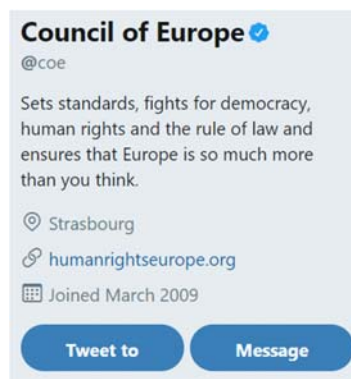 Council of Europe
@coe
Sets standards, fights for democracy,
human rights and the rule of law and
ensures that Europe is so much more
than you think.
Strasbourg
humanrightseurope.org
Joined March 2009
Tweet to
Message